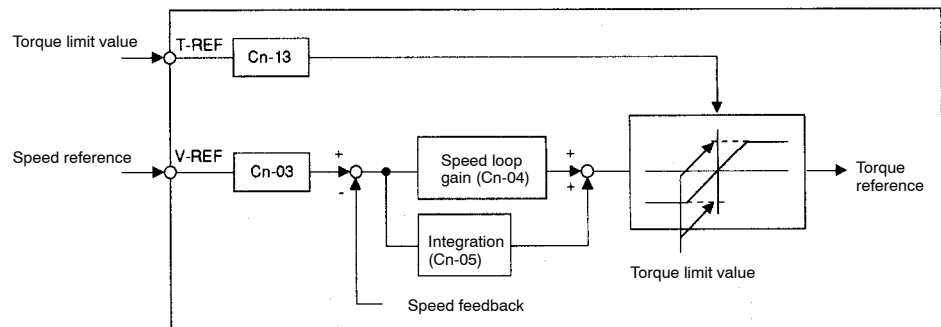 Torque limit value
T-REF
Cn-13
Speed reference
V-REF
Cn-03
+
-
Speed loop
gain (Cn-04)
+
+
Integration
(Cn-05)
Speed feedback
Torque
reference
Torque limit value